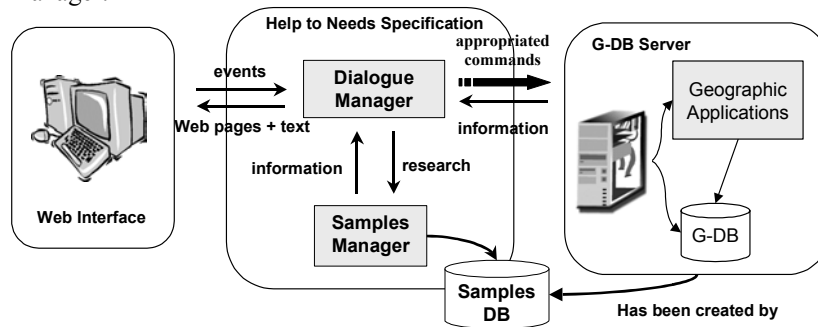 Help to Needs Specification
appropriated
commands
G-DB Server
events
Dialogue
Manager
Geographic
Applications
Web pages + text
information
information
research
Web Interface
Samples
Manager
G-DB
Samples
DB
Has been created by